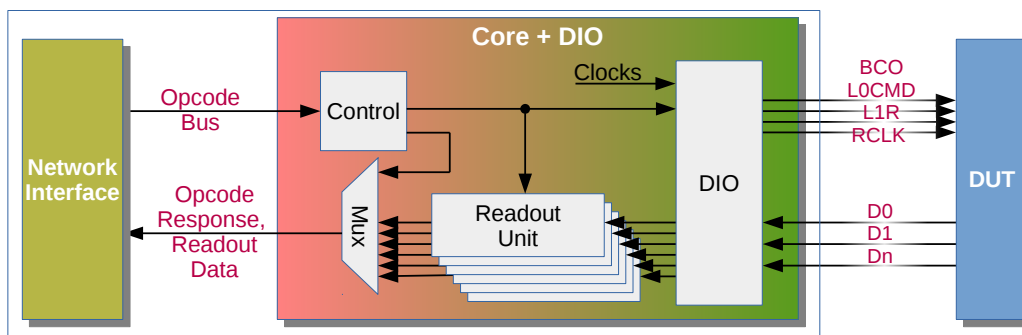 Core + DIO
Clocks
Opcode
Bus
Control
BCO
L0CMD
L1R
RCLK
Network
Interface
DIO
DUT
Opcode
Response,
Readout
Data
Mux
Readout
Unit
D0
D1
Dn